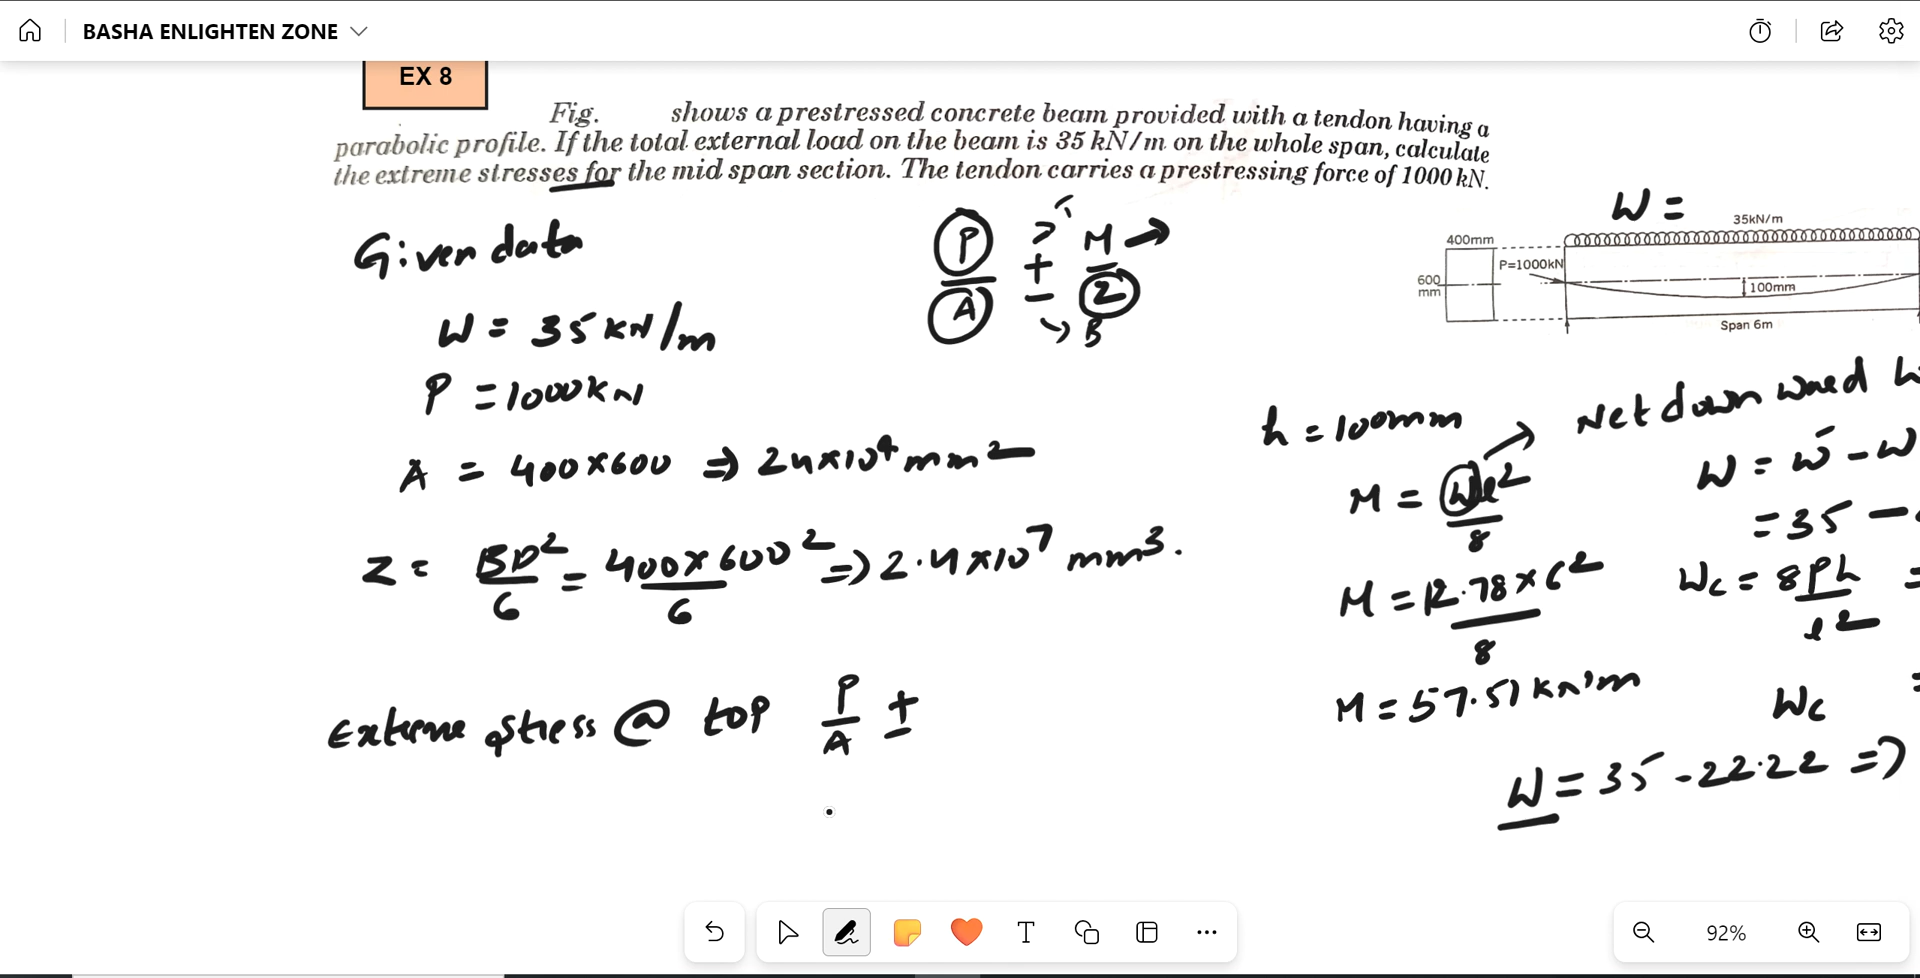 BASHA ENLIGHTEN ZONE
EX 8
Fig. shows a prestressed concrete beam provided with a tendon having a
parabolic profile. If the total external load on the beam is 35 kN/m on the whole span, calculate
the extreme stresses for the mid span section. The tendon carries a prestressing force of 1000 kN.
Given data
W = 35 KN/m
P = 1000KN
A = 400×600 ⇒ 24×10⁴ mm²
Z = BD²/6 = 400×600²/6 ⇒ 2.4×10⁷ mm³.
Extreme stress @ top P/A ±
P/A ± M/Z →
T
B
W =
35kN/m
400mm
P=1000kN
600
mm
100mm
Span 6m
h = 100mm
→ Net down ward
M = Wl²/8
W = w - W
= 35 -
M = 12.78×6²/8
Wc = 8Ph/l² =
M = 57.51 KN'm
Wc =
W = 35 - 22.22 ⇒
92%